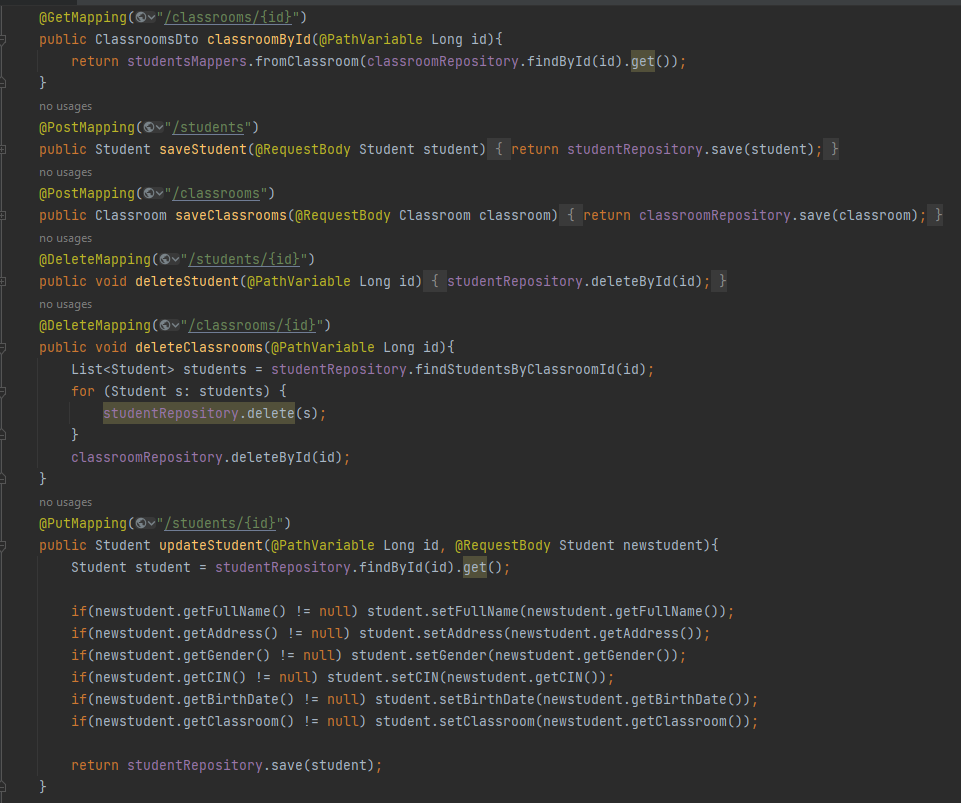 @GetMapping("/classrooms/{id}")
public ClassroomsDto classroomById(@PathVariable Long id){
    return studentsMappers.fromClassroom(classroomRepository.findById(id).get());
}
no usages
@PostMapping("/students")
public Student saveStudent(@RequestBody Student student) { return studentRepository.save(student); }
no usages
@PostMapping("/classrooms")
public Classroom saveClassrooms(@RequestBody Classroom classroom) { return classroomRepository.save(classroom); }
no usages
@DeleteMapping("/students/{id}")
public void deleteStudent(@PathVariable Long id) { studentRepository.deleteById(id); }
no usages
@DeleteMapping("/classrooms/{id}")
public void deleteClassrooms(@PathVariable Long id){
    List<Student> students = studentRepository.findStudentsByClassroomId(id);
    for (Student s: students) {
        studentRepository.delete(s);
    }
    classroomRepository.deleteById(id);
}
no usages
@PutMapping("/students/{id}")
public Student updateStudent(@PathVariable Long id, @RequestBody Student newstudent){
    Student student = studentRepository.findById(id).get();
    if(newstudent.getFullName() != null) student.setFullName(newstudent.getFullName());
    if(newstudent.getAddress() != null) student.setAddress(newstudent.getAddress());
    if(newstudent.getGender() != null) student.setGender(newstudent.getGender());
    if(newstudent.getCIN() != null) student.setCIN(newstudent.getCIN());
    if(newstudent.getBirthDate() != null) student.setBirthDate(newstudent.getBirthDate());
    if(newstudent.getClassroom() != null) student.setClassroom(newstudent.getClassroom());
    return studentRepository.save(student);
}